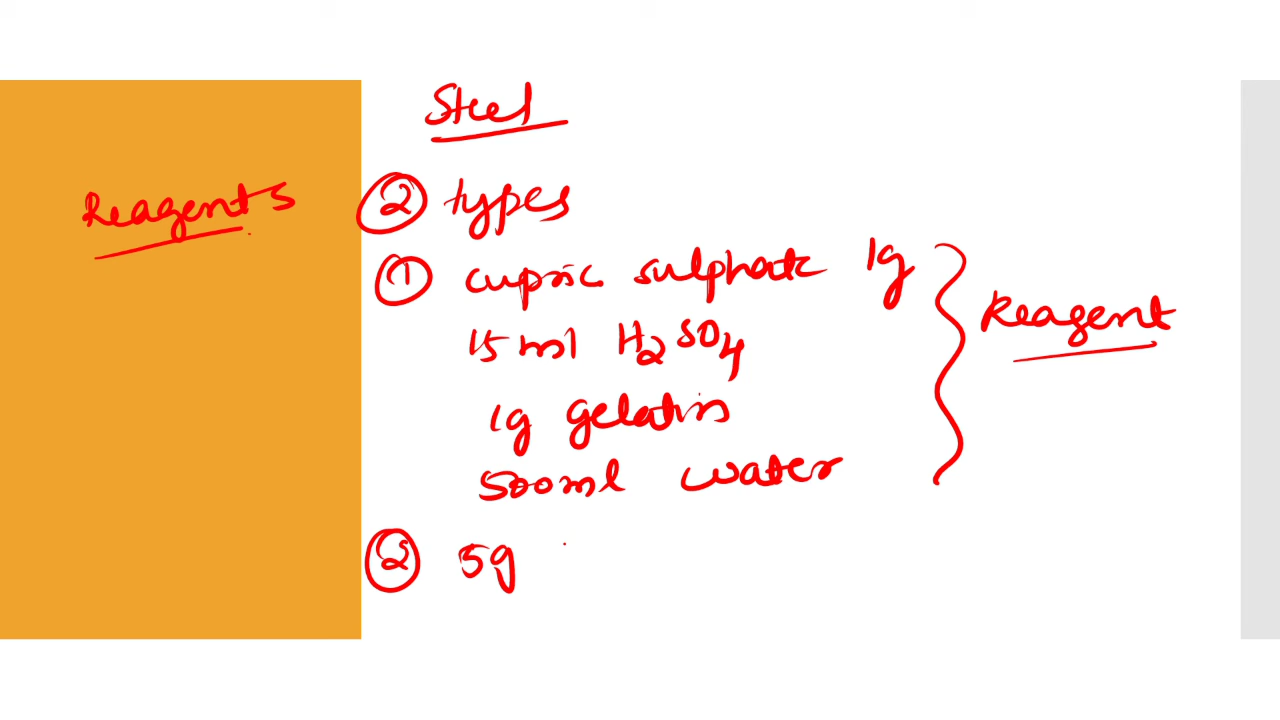 Steel
Reagents
② types
① cupric sulphate 1g
15 ml H₂SO₄
1g gelatin
500ml water
Reagent
② 5g